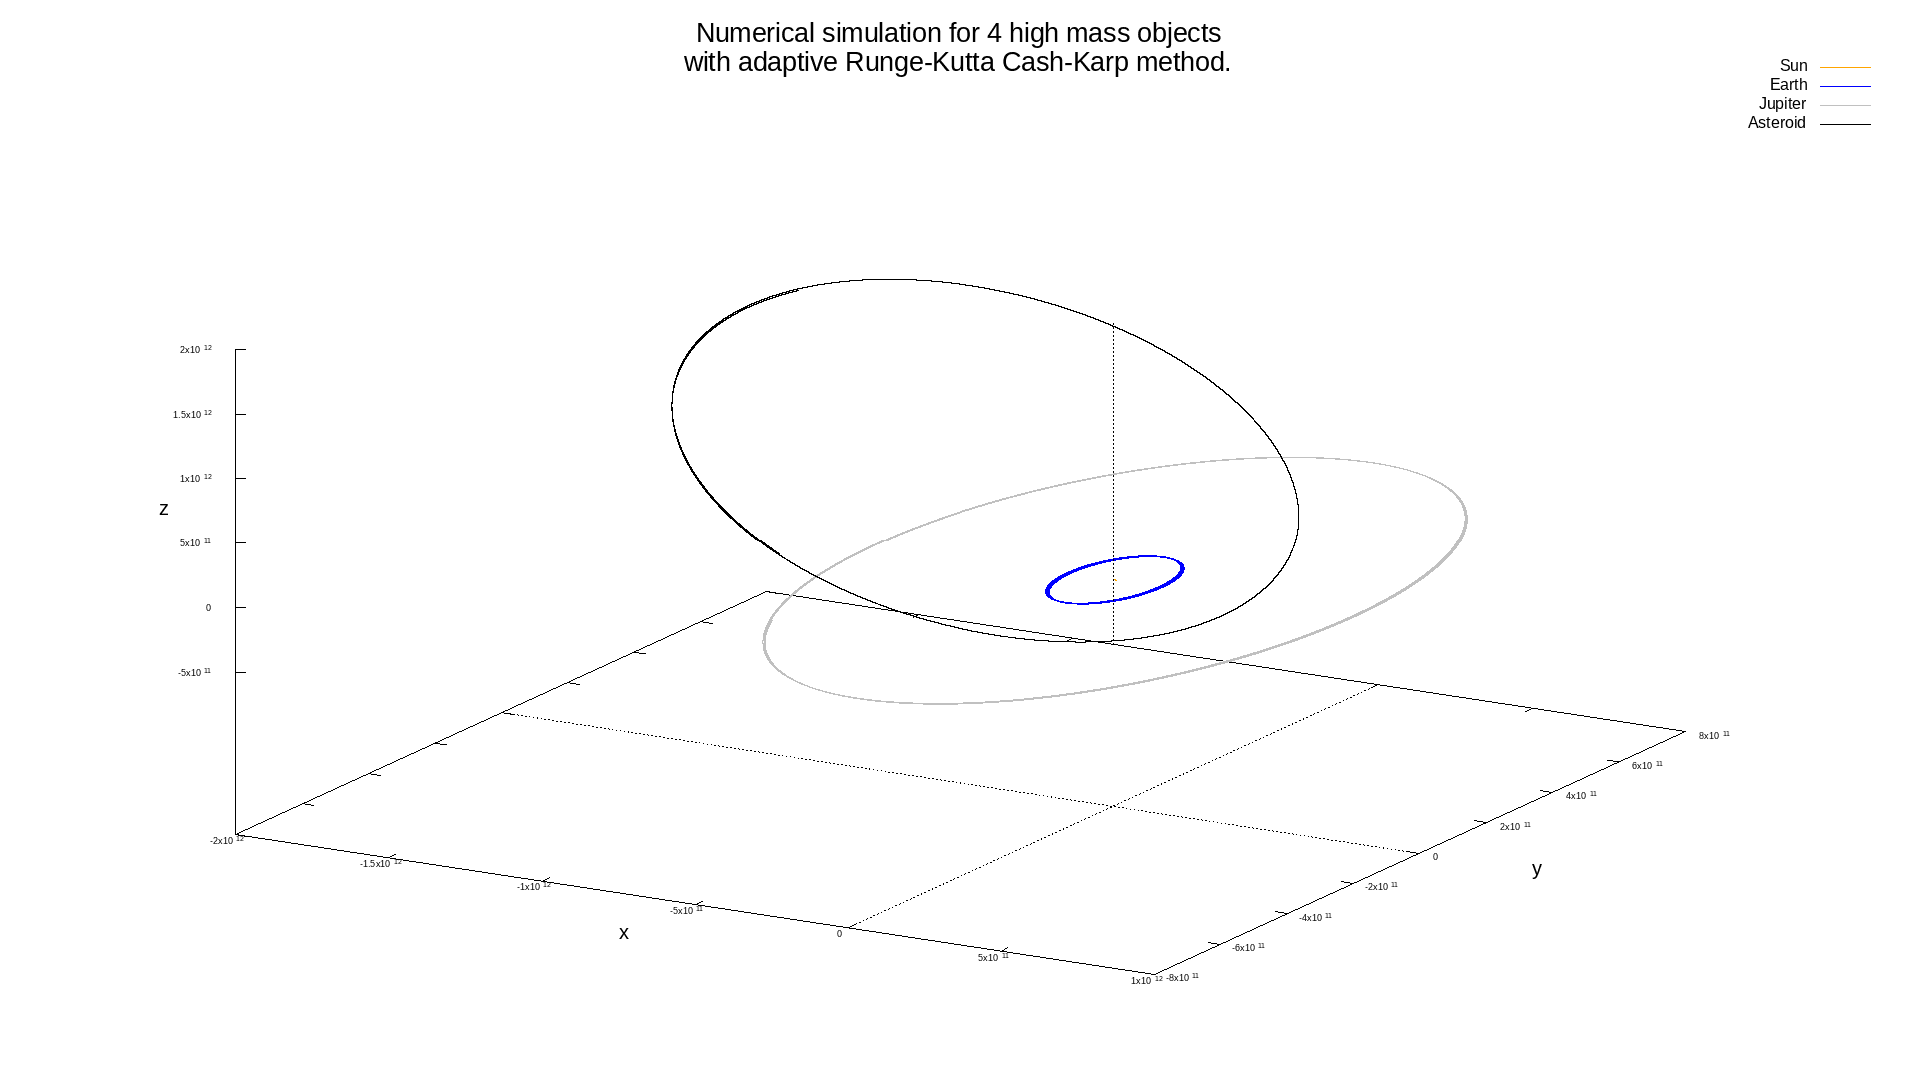 Numerical simulation for 4 high mass objects
with adaptive Runge-Kutta Cash-Karp method.
Sun
Earth
Jupiter
Asteroid
2x10 12
1.5x10 12
1x10 12
z
5x10 11
0
-5x10 11
8x10 11
6x10 11
4x10 11
2x10 11
0
y
-2x10 11
-4x10 11
-6x10 11
-8x10 11
-2x10 12
-1.5x10 12
-1x10 12
-5x10 11
x
0
5x10 11
1x10 12